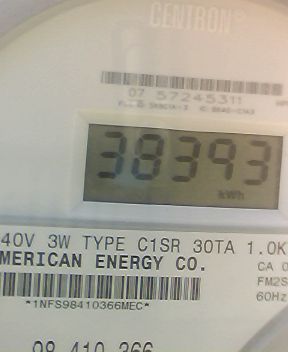 CENTRON®
07 57245311
38393
kWh
40V 3W TYPE C1SR 30TA 1.0K
MERICAN ENERGY CO.
CA 0
FM2S
60Hz
*1NFS98410366MEC*
98 410 366